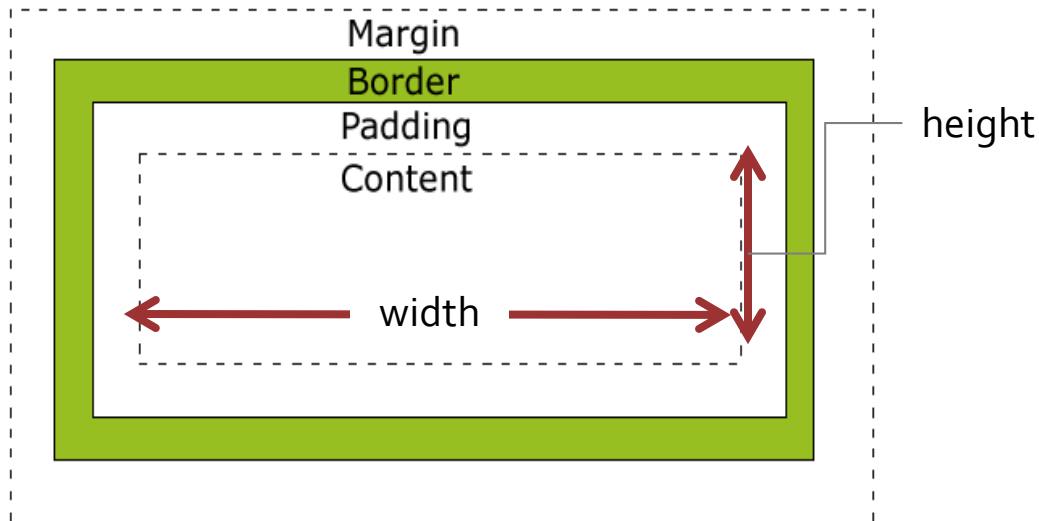 Margin
Border
Padding
height
Content
width